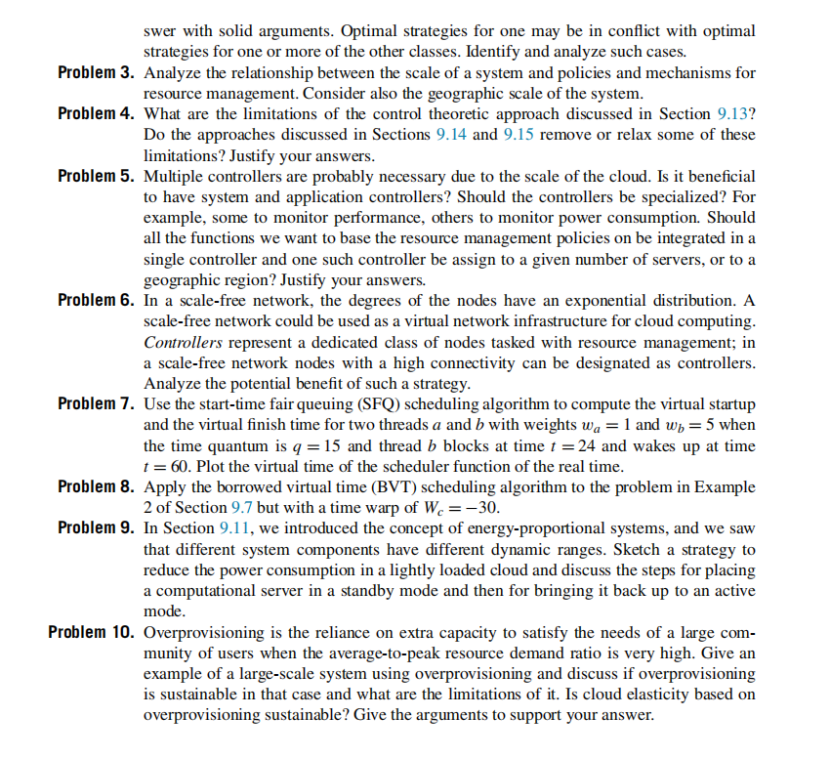 swer with solid arguments. Optimal strategies for one may be in conflict with optimal
strategies for one or more of the other classes. Identify and analyze such cases.
Problem 3. Analyze the relationship between the scale of a system and policies and mechanisms for
resource management. Consider also the geographic scale of the system.
Problem 4. What are the limitations of the control theoretic approach discussed in Section 9.13?
Do the approaches discussed in Sections 9.14 and 9.15 remove or relax some of these
limitations? Justify your answers.
Problem 5. Multiple controllers are probably necessary due to the scale of the cloud. Is it beneficial
to have system and application controllers? Should the controllers be specialized? For
example, some to monitor performance, others to monitor power consumption. Should
all the functions we want to base the resource management policies on be integrated in a
single controller and one such controller be assign to a given number of servers, or to a
geographic region? Justify your answers.
Problem 6. In a scale-free network, the degrees of the nodes have an exponential distribution. A
scale-free network could be used as a virtual network infrastructure for cloud computing.
Controllers represent a dedicated class of nodes tasked with resource management; in
a scale-free network nodes with a high connectivity can be designated as controllers.
Analyze the potential benefit of such a strategy.
Problem 7. Use the start-time fair queuing (SFQ) scheduling algorithm to compute the virtual startup
and the virtual finish time for two threads a and b with weights wₐ = 1 and w_b = 5 when
the time quantum is q = 15 and thread b blocks at time t = 24 and wakes up at time
t = 60. Plot the virtual time of the scheduler function of the real time.
Problem 8. Apply the borrowed virtual time (BVT) scheduling algorithm to the problem in Example
2 of Section 9.7 but with a time warp of W_c = −30.
Problem 9. In Section 9.11, we introduced the concept of energy-proportional systems, and we saw
that different system components have different dynamic ranges. Sketch a strategy to
reduce the power consumption in a lightly loaded cloud and discuss the steps for placing
a computational server in a standby mode and then for bringing it back up to an active
mode.
Problem 10. Overprovisioning is the reliance on extra capacity to satisfy the needs of a large com-
munity of users when the average-to-peak resource demand ratio is very high. Give an
example of a large-scale system using overprovisioning and discuss if overprovisioning
is sustainable in that case and what are the limitations of it. Is cloud elasticity based on
overprovisioning sustainable? Give the arguments to support your answer.